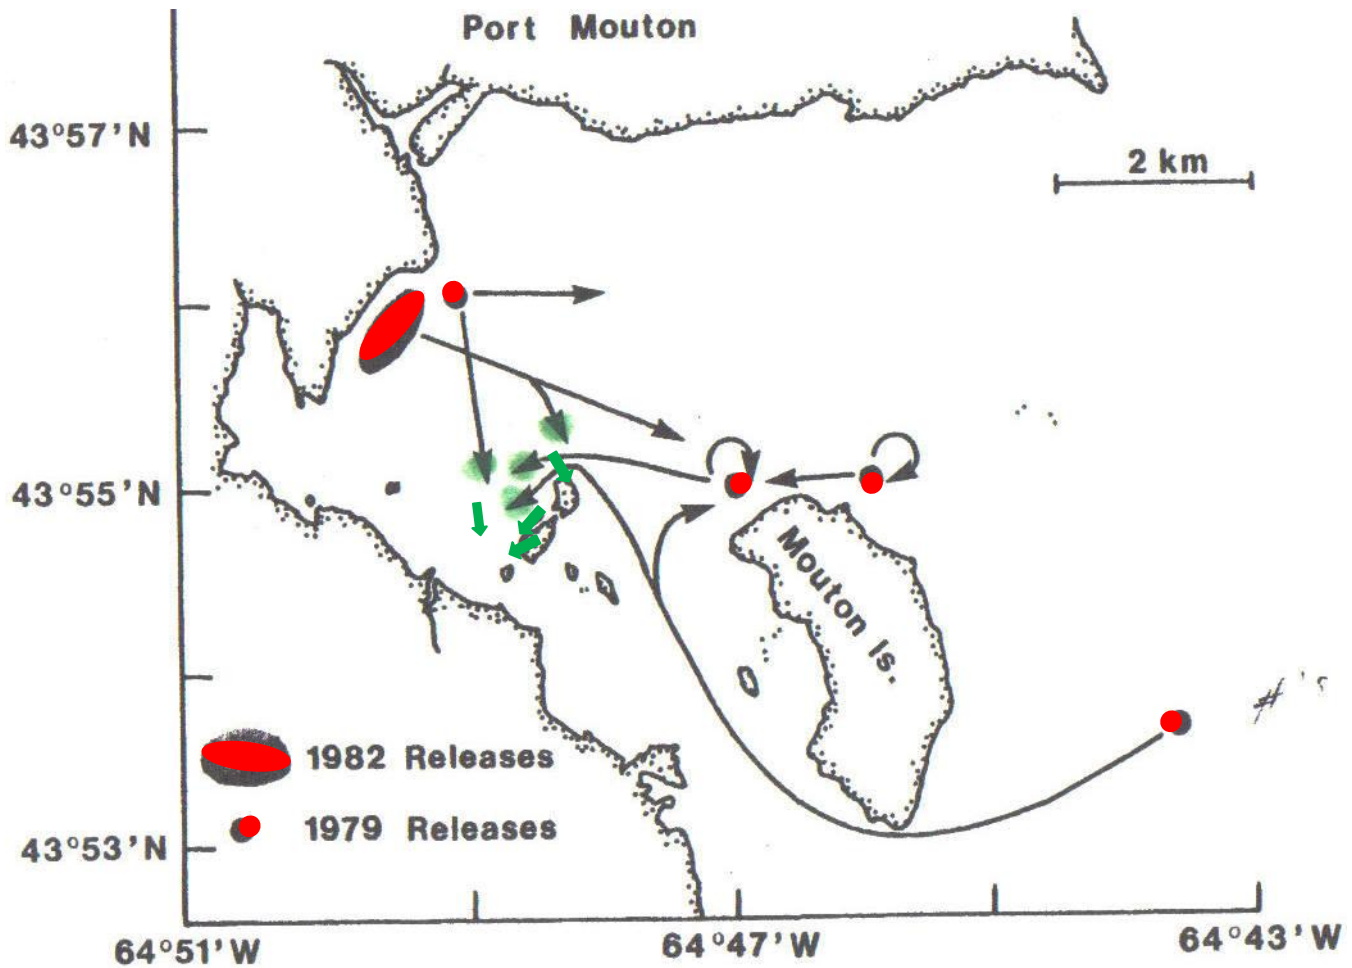 Port Mouton
43°57'N
2 km
43°55'N
Mouton Is.
1982 Releases
1979 Releases
43°53'N
64°51'W
64°47'W
64°43'W